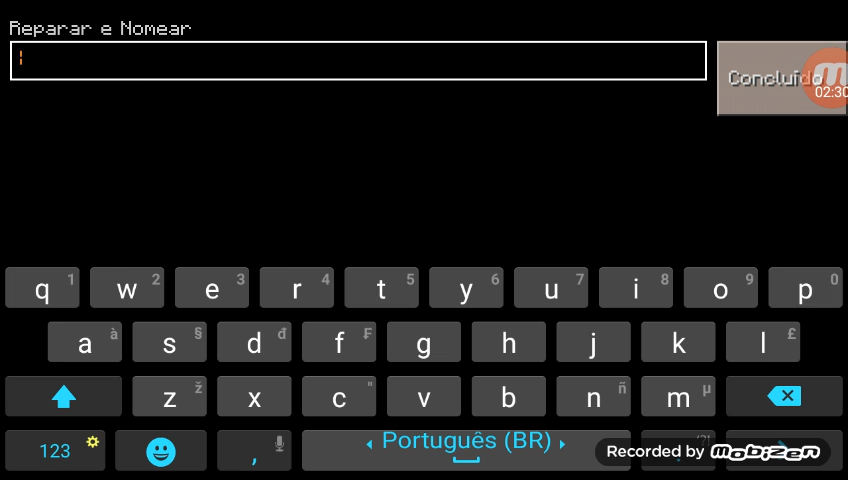 Reparar e Nomear
Concluído
02:30
q 1 w 2 e 3 r 4 t 5 y 6 u 7 i 8 o 9 p 0
a à s § d đ f ₣ g h j k l £
z ž x c " v b n ñ m µ
123 , Português (BR) !?
Recorded by mobizen